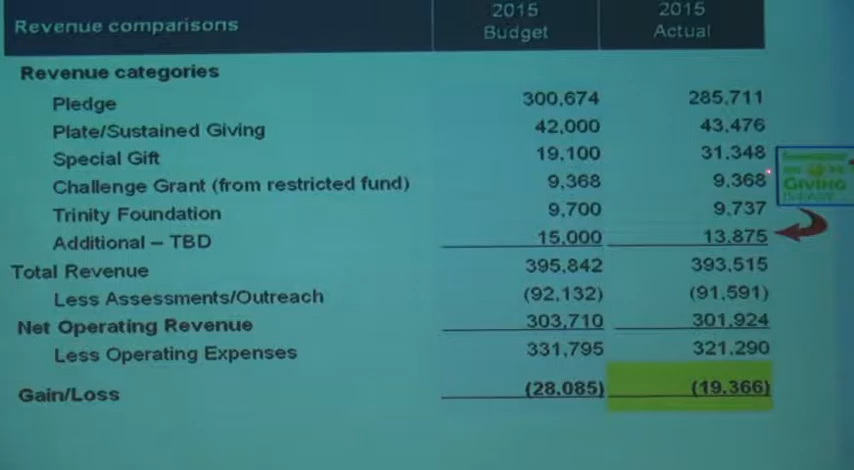 Revenue comparisons 2015 Budget 2015 Actual
Revenue categories
Pledge 300,674 285,711
Plate/Sustained Giving 42,000 43,476
Special Gift 19,100 31,348
Challenge Grant (from restricted fund) 9,368 9,368
GIVING
Trinity Foundation 9,700 9,737
Additional – TBD 15,000 13,875
Total Revenue 395,842 393,515
Less Assessments/Outreach (92,132) (91,591)
Net Operating Revenue 303,710 301,924
Less Operating Expenses 331,795 321,290
Gain/Loss (28,085) (19,366)